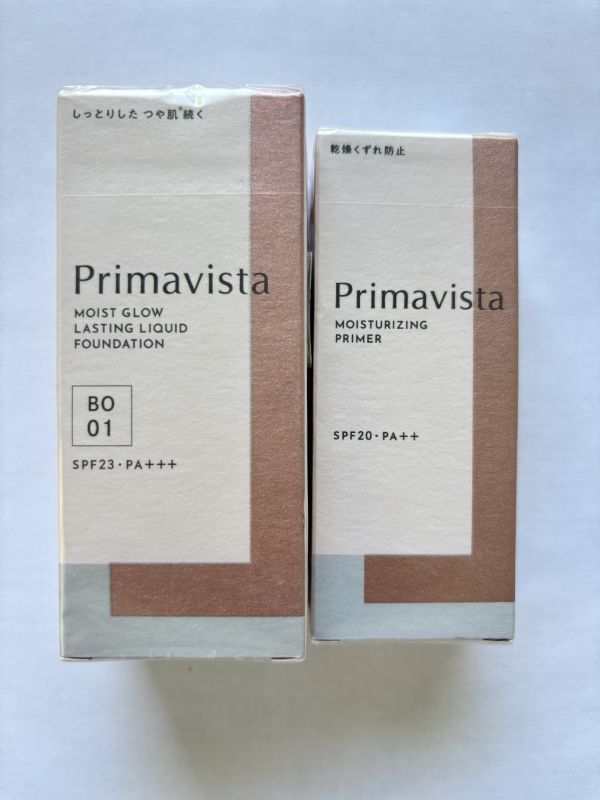 しっとりした つや肌*続く
Primavista
MOIST GLOW
LASTING LIQUID
FOUNDATION
BO
01
SPF23・PA+++
乾燥くずれ防止
Primavista
MOISTURIZING
PRIMER
SPF20・PA++